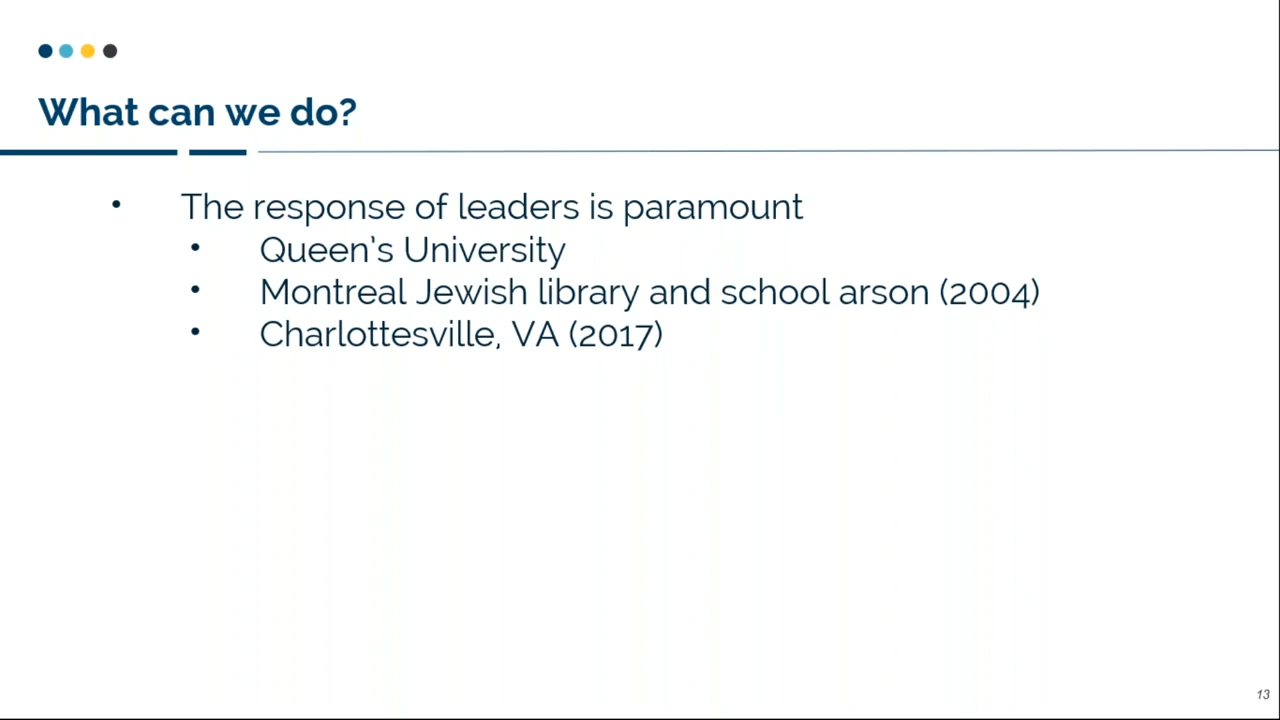 What can we do?
• The response of leaders is paramount
• Queen's University
• Montreal Jewish library and school arson (2004)
• Charlottesville, VA (2017)
13